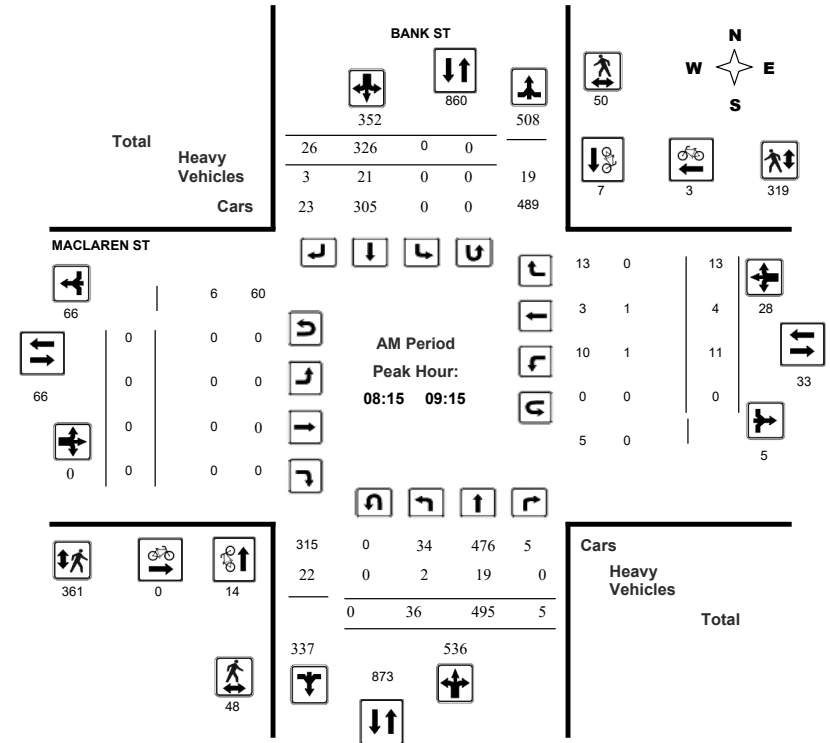 BANK ST
N
W E
S
860
50
352 508
Total
26 326 0 0
Heavy
Vehicles
3 21 0 0 19
7 3 319
Cars 23 305 0 0 489
MACLAREN ST
66
6 60
13 0 13
28
0 0 0
3 1 4
AM Period
66
0 0 0
Peak Hour:
10 1 11
33
08:15 09:15
0 0 0
0 0 0
0
0 0 0
5 0
5
315 0 34 476 5 Cars
361 0 14
22 0 2 19 0 Heavy
Vehicles
0 36 495 5 Total
337 536
873
48